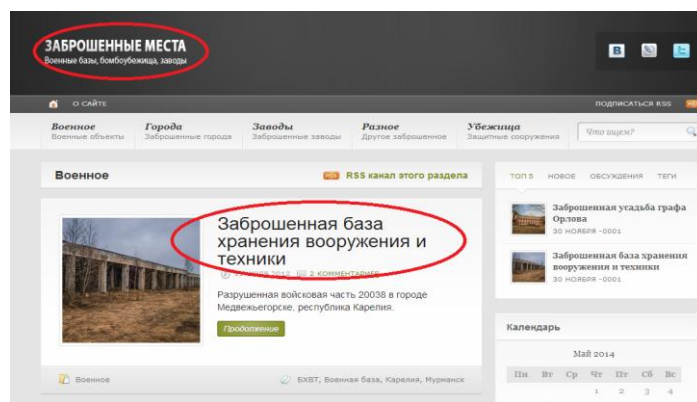 ЗАБРОШЕННЫЕ МЕСТА
Военные базы, бомбоубежища, заводы
О САЙТЕ
ПОДПИСАТЬСЯ RSS
Военное
Военные объекты
Города
Заброшенные города
Заводы
Заброшенные заводы
Разное
Другое заброшенное
Убежища
Защитные сооружения
Что ищем?
Военное
RSS канал этого раздела
Заброшенная база
хранения вооружения и
техники
2012
2 КОММЕНТАРИЕВ
Разрушенная войсковая часть 20038 в городе
Медвежьегорске, республика Карелия.
Продолжение
Военное
БХВТ, Военная база, Карелия, Мурманск
ТОП 5 НОВОЕ ОБСУЖДЕНИЯ ТЕГИ
Заброшенная усадьба графа
Орлова
30 НОЯБРЯ -0001
Заброшенная база хранения
вооружения и техники
30 НОЯБРЯ -0001
Календарь
Май 2014
Пн Вт Ср Чт Пт Сб Вс
1 2 3 4